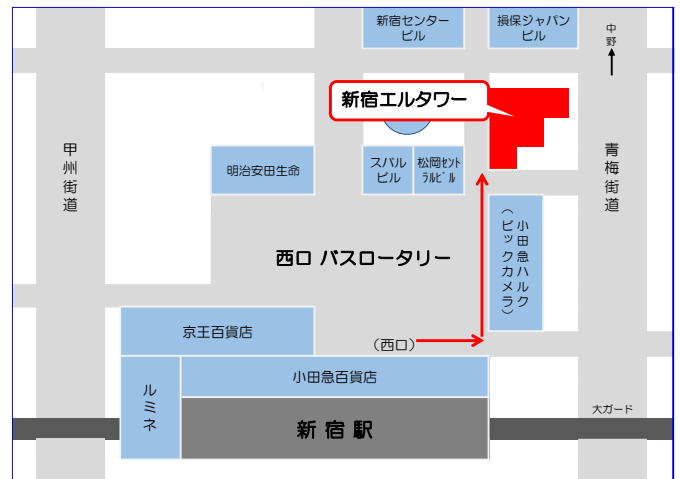 新宿センター
ビル
損保ジャパン
ビル
中野
新宿エルタワー
甲州街道
明治安田生命
スバル
ビル
松岡セント
ラルビル
青梅街道
小田急ハルク
（ビックカメラ）
西口 バスロータリー
京王百貨店
（西口）
小田急百貨店
ルミネ
新 宿 駅
大ガード